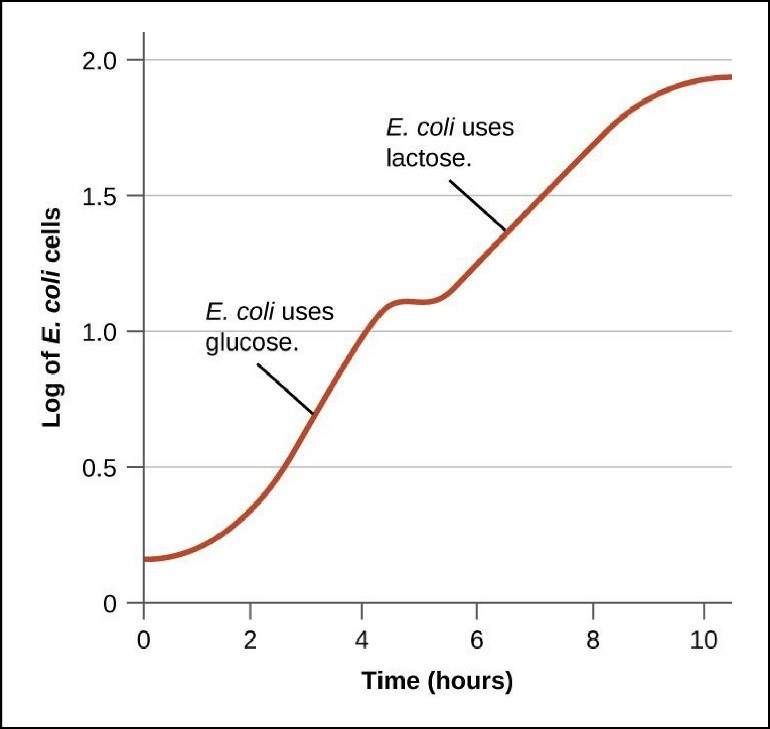 2.0
E. coli uses
lactose.
1.5
E. coli uses
glucose.
1.0
Log of E. coli cells
0.5
0
0 2 4 6 8 10
Time (hours)